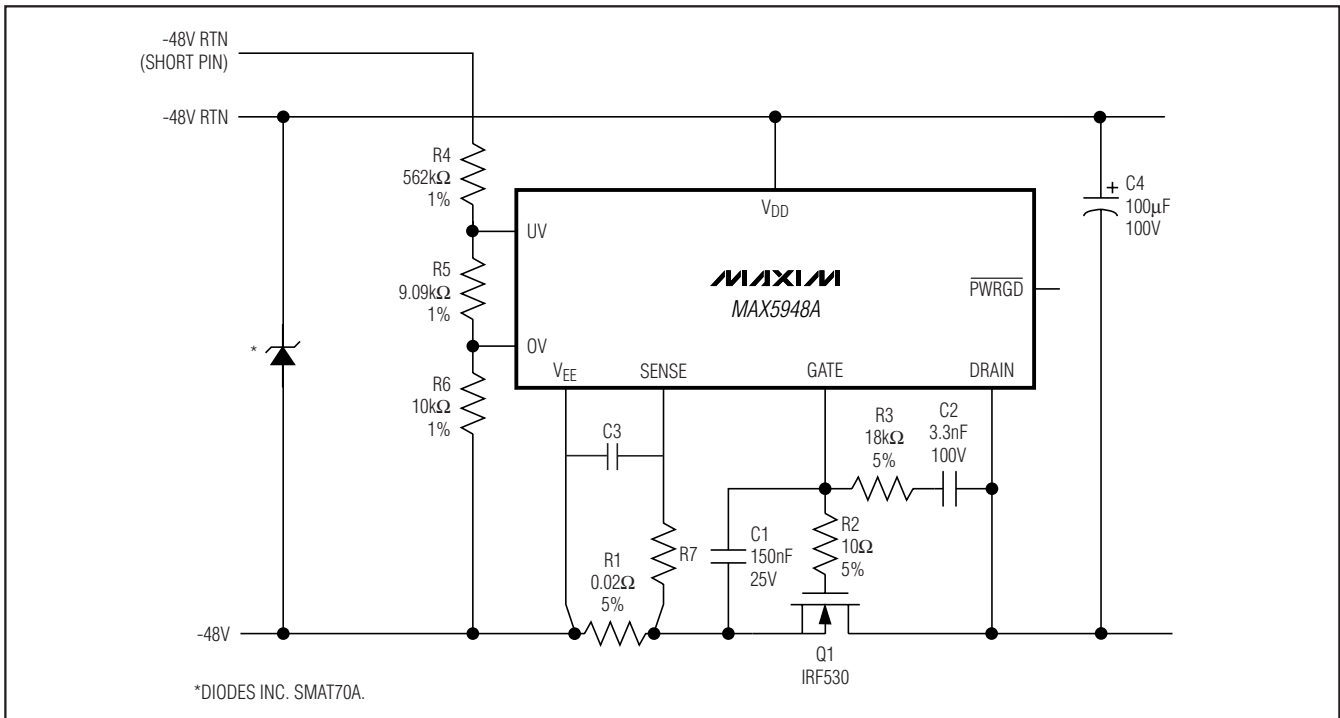 -48V RTN
(SHORT PIN)
-48V RTN
R4
562kΩ
1%
UV
R5
9.09kΩ
1%
OV
R6
10kΩ
1%
*
VDD
MAXIM
MAX5948A
PWRGD
VEE
SENSE
GATE
DRAIN
+ C4
100µF
100V
C3
R3
18kΩ
5%
C2
3.3nF
100V
R1
0.02Ω
5%
R7
C1
150nF
25V
R2
10Ω
5%
-48V
Q1
IRF530
*DIODES INC. SMAT70A.